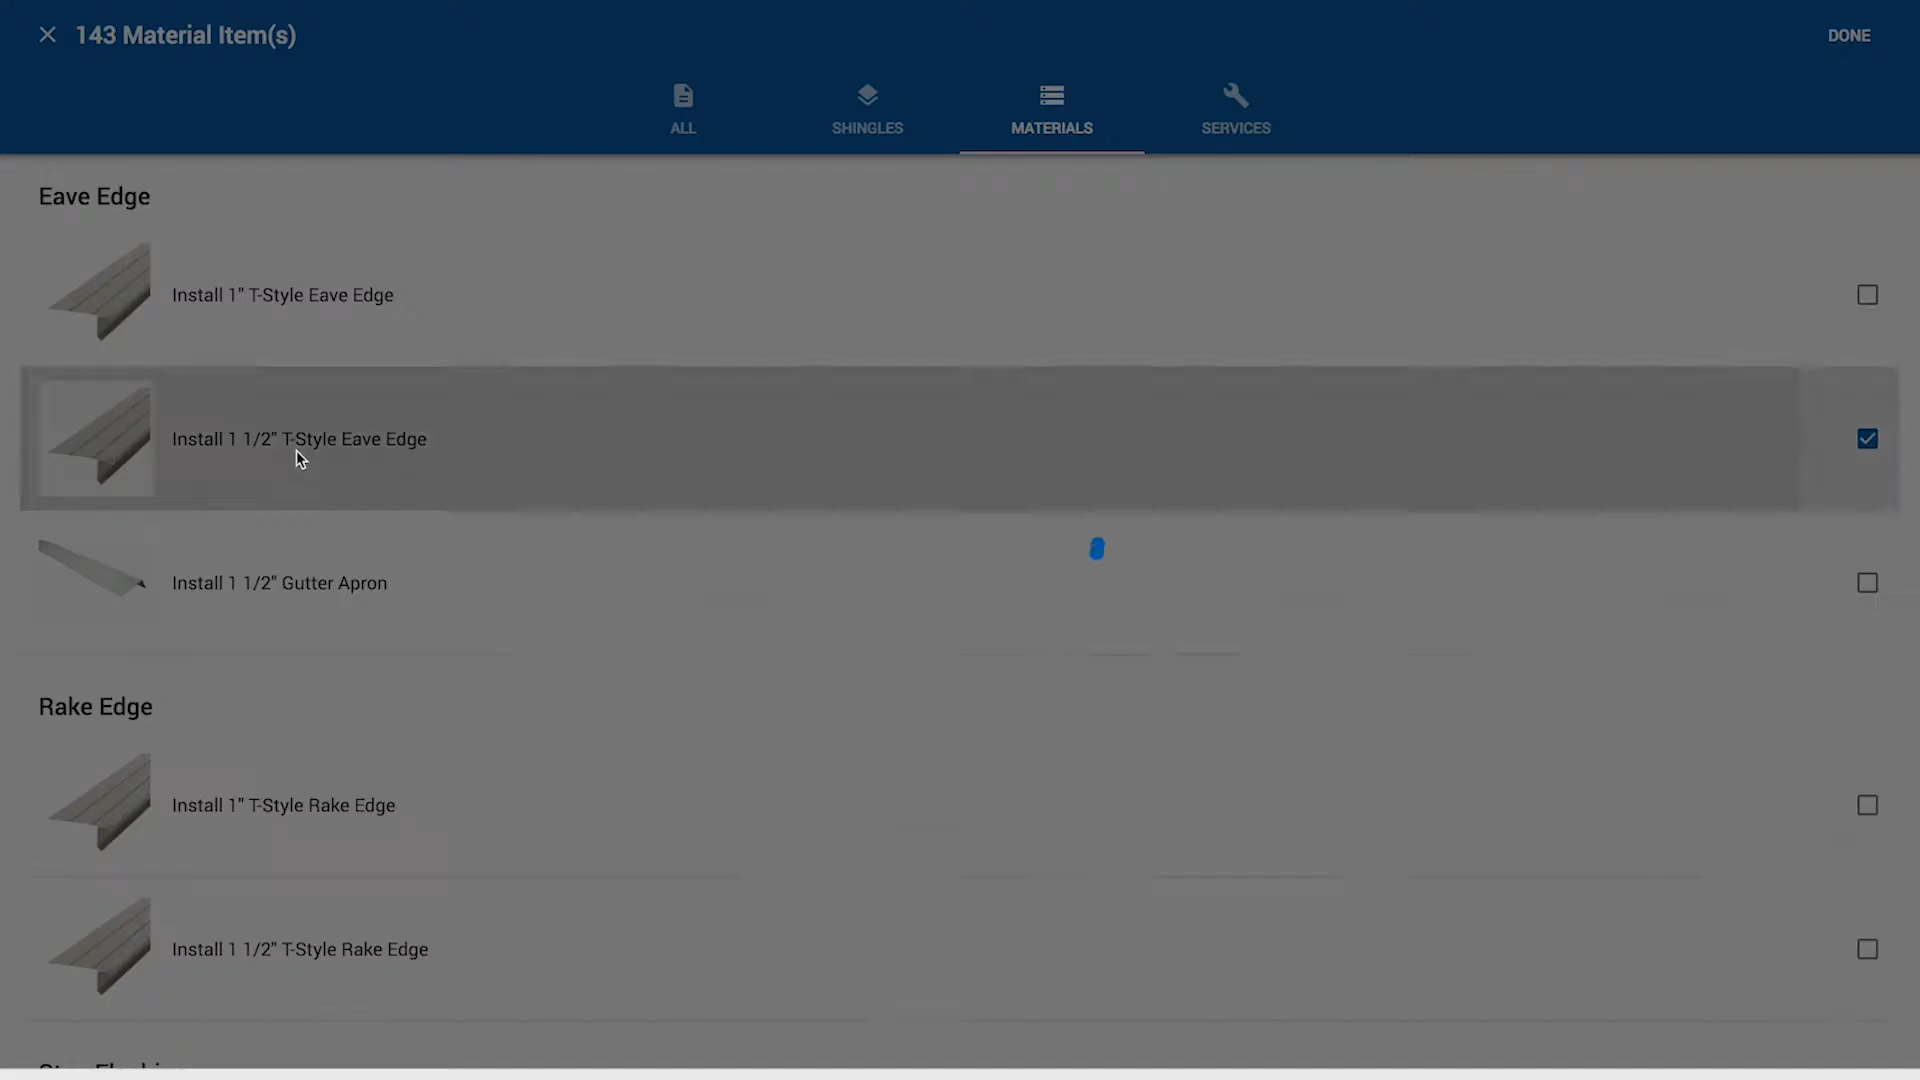 143 Material Item(s)
DONE
ALL
SHINGLES
MATERIALS
SERVICES
Eave Edge
Install 1" T-Style Eave Edge
Install 1 1/2" T-Style Eave Edge
Install 1 1/2" Gutter Apron
Rake Edge
Install 1" T-Style Rake Edge
Install 1 1/2" T-Style Rake Edge